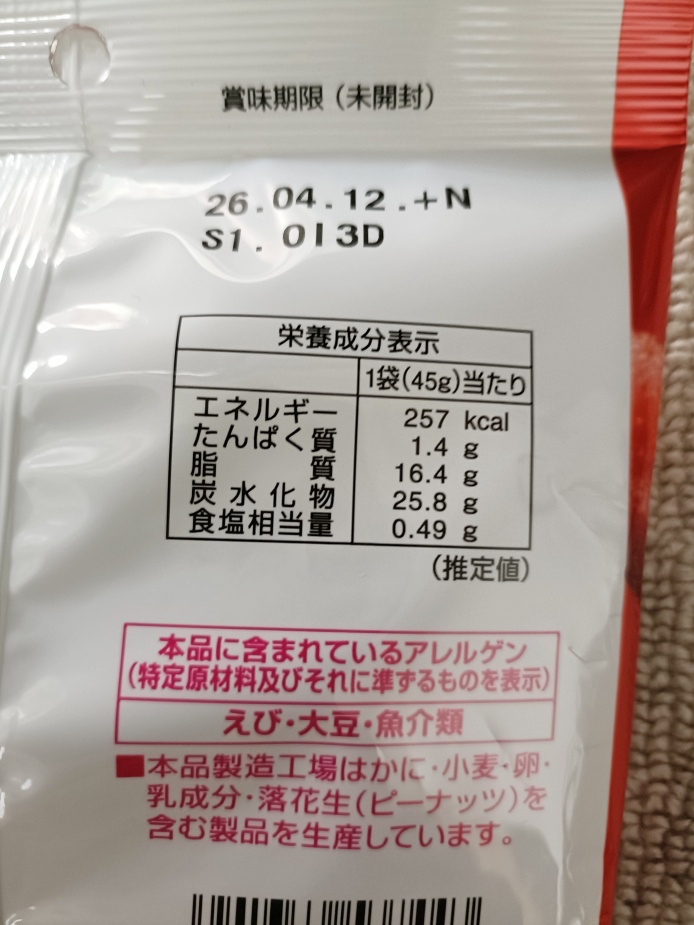 賞味期限（未開封）
26.04.12.+N
S1.013D
栄養成分表示
1袋(45g)当たり
エネルギー 257 kcal
たんぱく質 1.4 g
脂質 16.4 g
炭水化物 25.8 g
食塩相当量 0.49 g
(推定値)
本品に含まれているアレルゲン
(特定原材料及びそれに準ずるものを表示)
えび・大豆・魚介類
■本品製造工場はかに・小麦・卵・
乳成分・落花生(ピーナッツ)を
含む製品を生産しています。